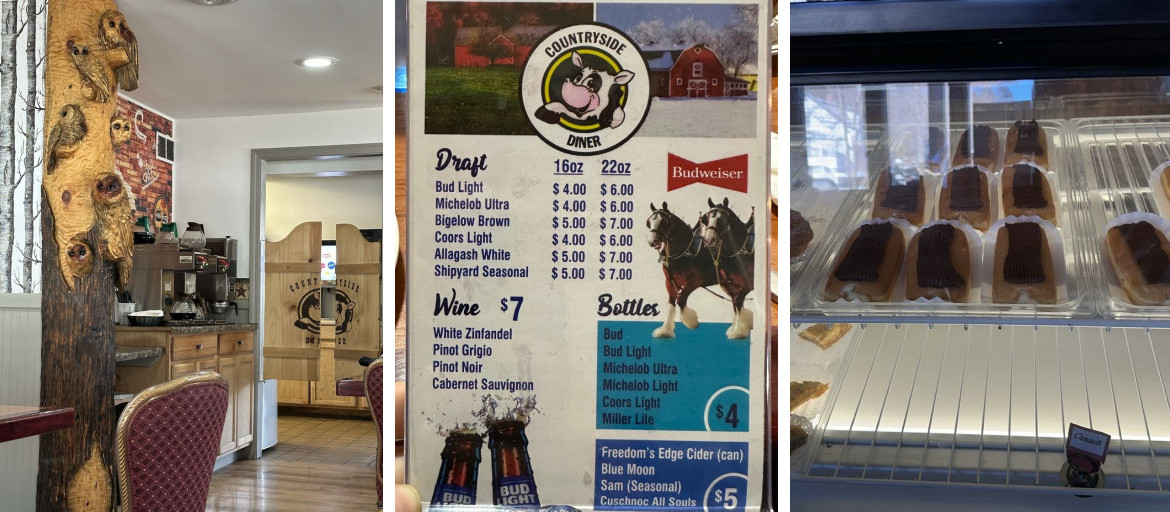 COUNTRYSIDE
DINER
COUNTRYSIDE
DINER
Draft 16oz 22oz
Bud Light $ 4.00 $ 6.00
Michelob Ultra $ 4.00 $ 6.00
Bigelow Brown $ 5.00 $ 7.00
Coors Light $ 4.00 $ 6.00
Allagash White $ 5.00 $ 7.00
Shipyard Seasonal $ 5.00 $ 7.00
Budweiser
Wine $7
White Zinfandel
Pinot Grigio
Pinot Noir
Cabernet Sauvignon
Bottles
Bud
Bud Light
Michelob Ultra
Michelob Light
Coors Light
Miller Lite
$4
Freedom's Edge Cider (can)
Blue Moon
Sam (Seasonal)
Cuschnoc All Souls
$5
BUD
LIGHT
BUD
LIGHT